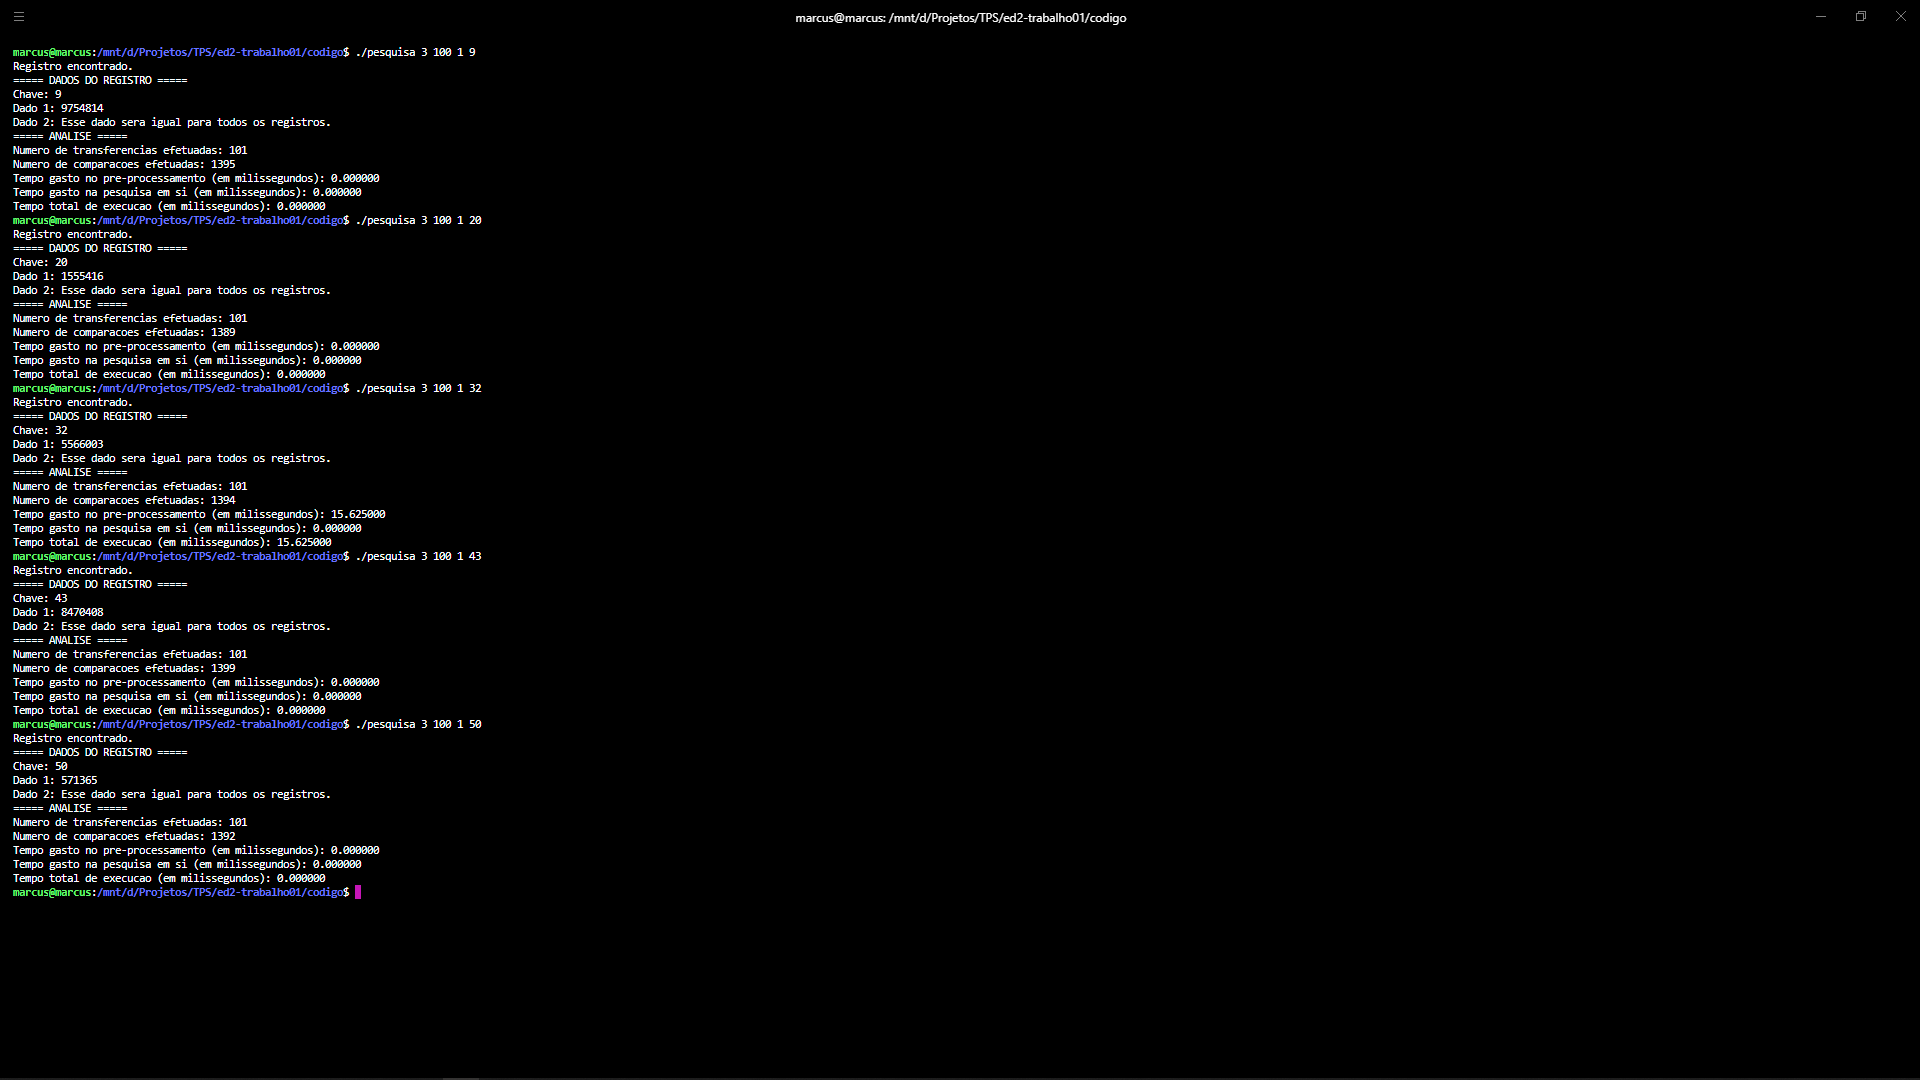 marcus@marcus: /mnt/d/Projetos/TPS/ed2-trabalho01/codigo
marcus@marcus:/mnt/d/Projetos/TPS/ed2-trabalho01/codigo$ ./pesquisa 3 100 1 9
Registro encontrado.
===== DADOS DO REGISTRO =====
Chave: 9
Dado 1: 9754814
Dado 2: Esse dado sera igual para todos os registros.
===== ANALISE =====
Numero de transferencias efetuadas: 101
Numero de comparacoes efetuadas: 1395
Tempo gasto no pre-processamento (em milissegundos): 0.000000
Tempo gasto na pesquisa em si (em milissegundos): 0.000000
Tempo total de execucao (em milissegundos): 0.000000
marcus@marcus:/mnt/d/Projetos/TPS/ed2-trabalho01/codigo$ ./pesquisa 3 100 1 20
Registro encontrado.
===== DADOS DO REGISTRO =====
Chave: 20
Dado 1: 1555416
Dado 2: Esse dado sera igual para todos os registros.
===== ANALISE =====
Numero de transferencias efetuadas: 101
Numero de comparacoes efetuadas: 1389
Tempo gasto no pre-processamento (em milissegundos): 0.000000
Tempo gasto na pesquisa em si (em milissegundos): 0.000000
Tempo total de execucao (em milissegundos): 0.000000
marcus@marcus:/mnt/d/Projetos/TPS/ed2-trabalho01/codigo$ ./pesquisa 3 100 1 32
Registro encontrado.
===== DADOS DO REGISTRO =====
Chave: 32
Dado 1: 5566003
Dado 2: Esse dado sera igual para todos os registros.
===== ANALISE =====
Numero de transferencias efetuadas: 101
Numero de comparacoes efetuadas: 1394
Tempo gasto no pre-processamento (em milissegundos): 15.625000
Tempo gasto na pesquisa em si (em milissegundos): 0.000000
Tempo total de execucao (em milissegundos): 15.625000
marcus@marcus:/mnt/d/Projetos/TPS/ed2-trabalho01/codigo$ ./pesquisa 3 100 1 43
Registro encontrado.
===== DADOS DO REGISTRO =====
Chave: 43
Dado 1: 8470408
Dado 2: Esse dado sera igual para todos os registros.
===== ANALISE =====
Numero de transferencias efetuadas: 101
Numero de comparacoes efetuadas: 1399
Tempo gasto no pre-processamento (em milissegundos): 0.000000
Tempo gasto na pesquisa em si (em milissegundos): 0.000000
Tempo total de execucao (em milissegundos): 0.000000
marcus@marcus:/mnt/d/Projetos/TPS/ed2-trabalho01/codigo$ ./pesquisa 3 100 1 50
Registro encontrado.
===== DADOS DO REGISTRO =====
Chave: 50
Dado 1: 571365
Dado 2: Esse dado sera igual para todos os registros.
===== ANALISE =====
Numero de transferencias efetuadas: 101
Numero de comparacoes efetuadas: 1392
Tempo gasto no pre-processamento (em milissegundos): 0.000000
Tempo gasto na pesquisa em si (em milissegundos): 0.000000
Tempo total de execucao (em milissegundos): 0.000000
marcus@marcus:/mnt/d/Projetos/TPS/ed2-trabalho01/codigo$